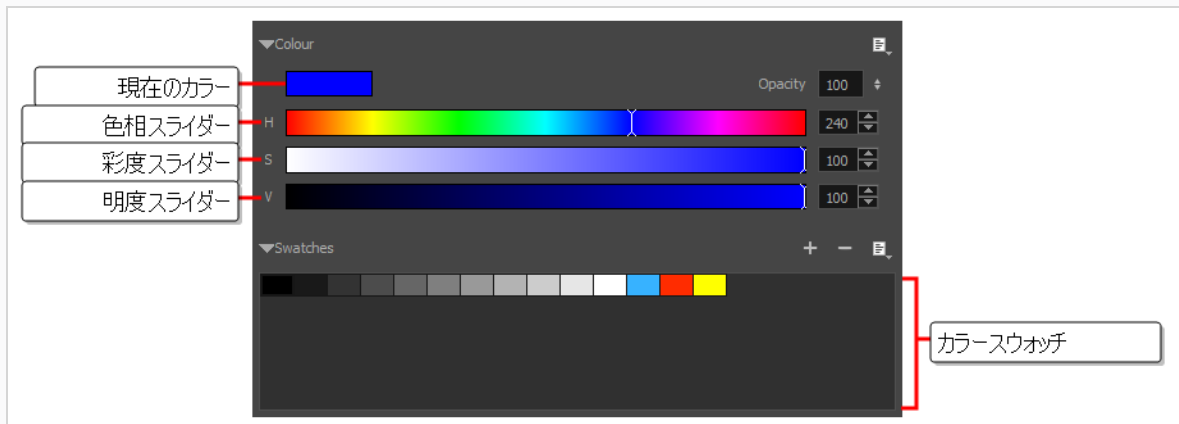 Colour
現在のカラー
Opacity 100
色相スライダー
H 240
彩度スライダー
S 100
明度スライダー
V 100
Swatches + −
カラースウォッチ